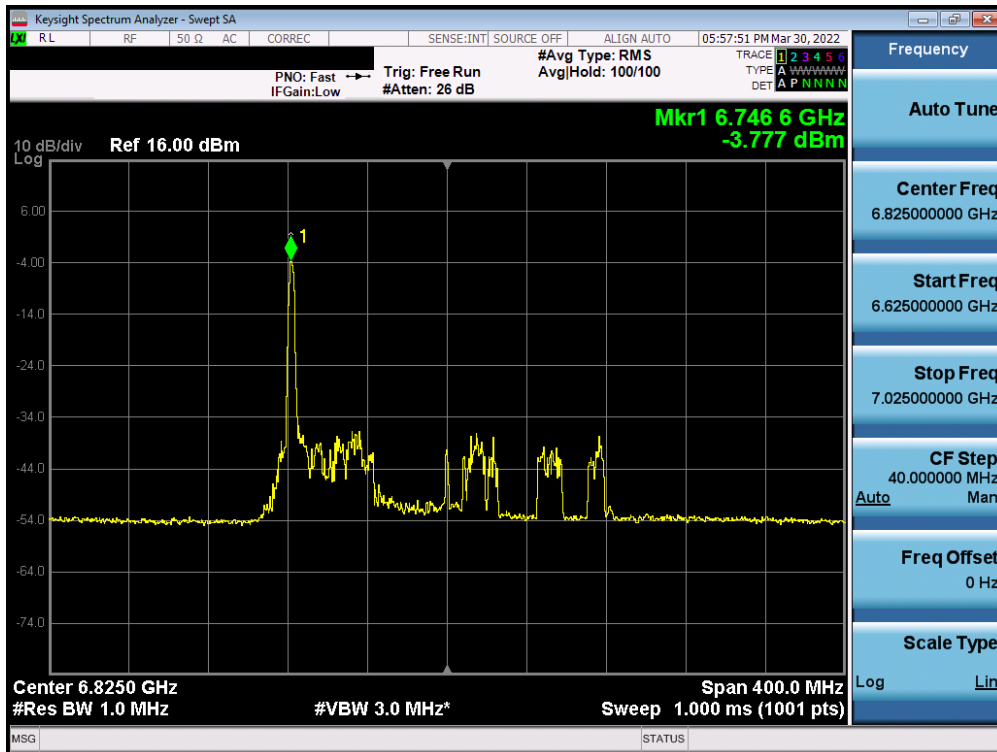 Keysight Spectrum Analyzer - Swept SA
LXI RL RF 50 Ω AC CORREC SENSE:INT SOURCE OFF ALIGN AUTO 05:57:51 PM Mar 30, 2022
PNO: Fast
IFGain:Low
Trig: Free Run
#Atten: 26 dB
#Avg Type: RMS
Avg|Hold: 100/100
TRACE 1 2 3 4 5 6
TYPE A WWWWW
DET A P N N N N
Mkr1 6.746 6 GHz
-3.777 dBm
10 dB/div Ref 16.00 dBm
Log
6.00
-4.00
-14.0
-24.0
-34.0
-44.0
-54.0
-64.0
-74.0
1
Center 6.8250 GHz Span 400.0 MHz
#Res BW 1.0 MHz #VBW 3.0 MHz* Sweep 1.000 ms (1001 pts)
MSG STATUS
Frequency
Auto Tune
Center Freq
6.825000000 GHz
Start Freq
6.625000000 GHz
Stop Freq
7.025000000 GHz
CF Step
40.000000 MHz
Auto Man
Freq Offset
0 Hz
Scale Type
Log Lin